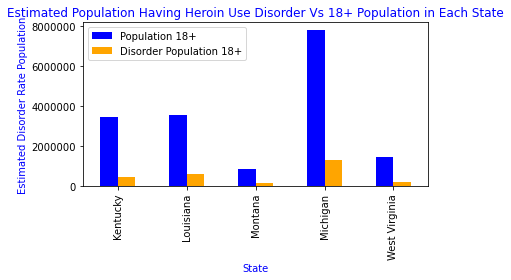 Estimated Population Having Heroin Use Disorder Vs 18+ Population in Each State
Estimated Disorder Rate Population
8000000
6000000
4000000
2000000
0
Population 18+
Disorder Population 18+
Kentucky
Louisiana
Montana
Michigan
West Virginia
State